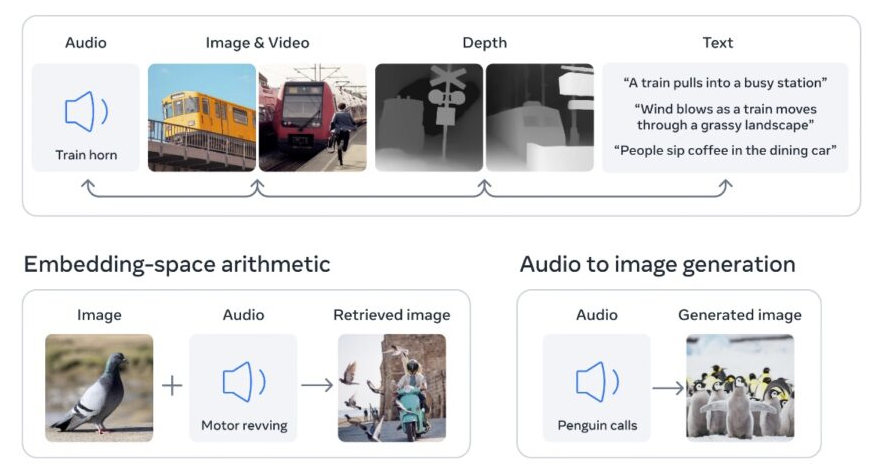 Audio
Image & Video
Depth
Text
Train horn
“A train pulls into a busy station”
“Wind blows as a train moves
through a grassy landscape”
“People sip coffee in the dining car”
Embedding-space arithmetic
Image
Audio
Retrieved image
+
Motor revving
Audio to image generation
Audio
Generated image
Penguin calls